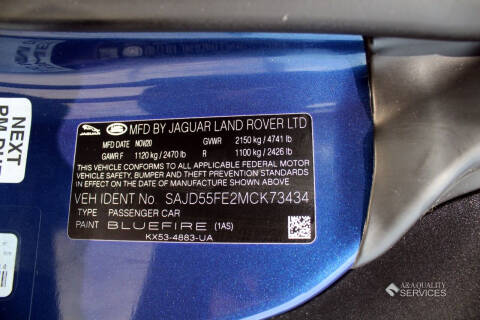 NEXT
JAGUAR
MFD BY JAGUAR LAND ROVER LTD
MFD DATE NOV20 GVWR 2150 kg / 4741 lb
GAWR F 1120 kg / 2470 lb R 1100 kg / 2426 lb
THIS VEHICLE CONFORMS TO ALL APPLICABLE FEDERAL MOTOR
VEHICLE SAFETY, BUMPER AND THEFT PREVENTION STANDARDS
IN EFFECT ON THE DATE OF MANUFACTURE SHOWN ABOVE
VEH IDENT No. SAJD55FE2MCK73434
TYPE PASSENGER CAR
PAINT BLUEFIRE (1AS)
KX53-4883-UA
A&A QUALITY
SERVICES